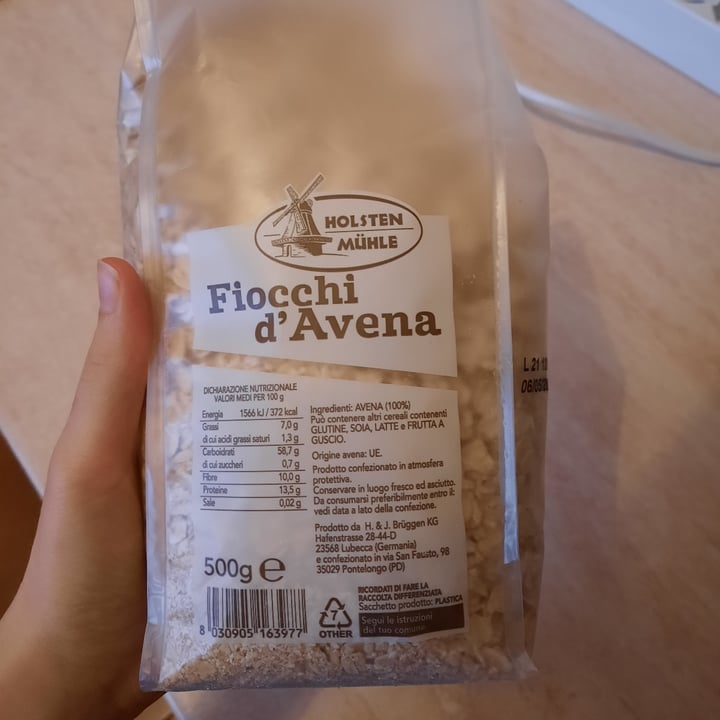 HOLSTEN
MÜHLE
Fiocchi
d'Avena
DICHIARAZIONE NUTRIZIONALE
VALORI MEDI PER 100 g
Energia 1566 kJ / 372 kcal
Grassi 7,0 g
di cui acidi grassi saturi 1,3 g
Carboidrati 58,7 g
di cui zuccheri 0,7 g
Fibre 10,0 g
Proteine 13,5 g
Sale 0,02 g
Ingredienti: AVENA (100%)
Può contenere altri cereali contenenti
GLUTINE, SOIA, LATTE e FRUTTA A
GUSCIO.
Origine avena: UE.
Prodotto confezionato in atmosfera
protettiva.
Conservare in luogo fresco ed asciutto.
Da consumarsi preferibilmente entro il:
vedi data a lato della confezione.
Prodotto da H. & J. Brüggen KG
Hafenstrasse 28-44-D
23568 Lubecca (Germania)
e confezionato in via San Fausto, 98
35029 Pontelongo (PD)
500g e
8 030905 163977
7
OTHER
RICORDATI DI FARE LA
RACCOLTA DIFFERENZIATA
Sacchetto prodotto: PLASTICA
Segui le istruzioni
del tuo comune.
L 21